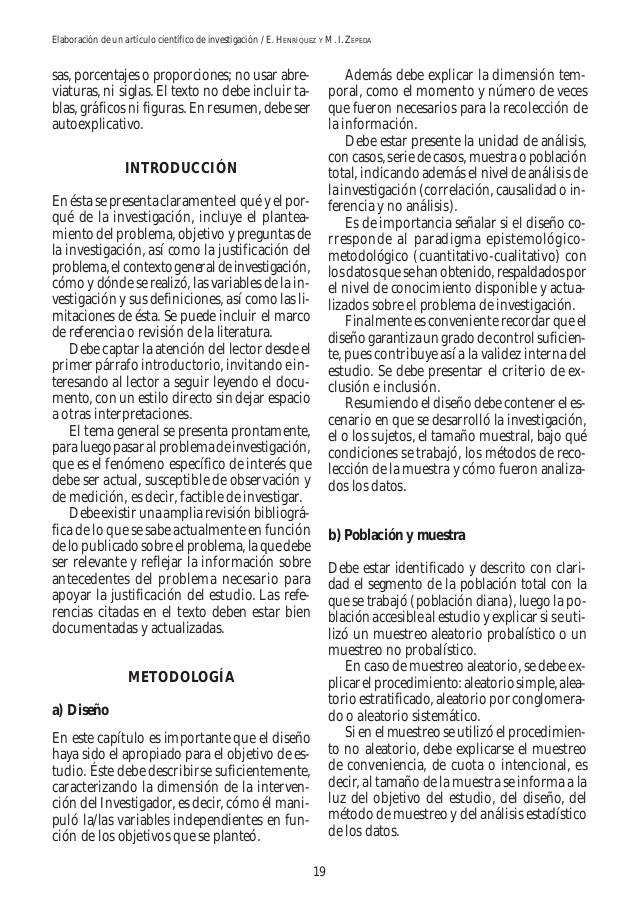 Elaboración de un artículo científico de investigación / E. HENRÍQUEZ Y M. I. ZEPEDA
sas, porcentajes o proporciones; no usar abre-
viaturas, ni siglas. El texto no debe incluir ta-
blas, gráficos ni figuras. En resumen, debe ser
autoexplicativo.
INTRODUCCIÓN
En ésta se presenta claramente el qué y el por-
qué de la investigación, incluye el plantea-
miento del problema, objetivo y preguntas de
la investigación, así como la justificación del
problema, el contexto general de investigación,
cómo y dónde se realizó, las variables de la in-
vestigación y sus definiciones, así como las li-
mitaciones de ésta. Se puede incluir el marco
de referencia o revisión de la literatura.
Debe captar la atención del lector desde el
primer párrafo introductorio, invitando e in-
teresando al lector a seguir leyendo el docu-
mento, con un estilo directo sin dejar espacio
a otras interpretaciones.
El tema general se presenta prontamente,
para luego pasar al problema de investigación,
que es el fenómeno específico de interés que
debe ser actual, susceptible de observación y
de medición, es decir, factible de investigar.
Debe existir una amplia revisión bibliográ-
fica de lo que se sabe actualmente en función
de lo publicado sobre el problema, la que debe
ser relevante y reflejar la información sobre
antecedentes del problema necesario para
apoyar la justificación del estudio. Las refe-
rencias citadas en el texto deben estar bien
documentadas y actualizadas.
METODOLOGÍA
a) Diseño
En este capítulo es importante que el diseño
haya sido el apropiado para el objetivo de es-
tudio. Éste debe describirse suficientemente,
caracterizando la dimensión de la interven-
ción del Investigador, es decir, cómo él mani-
puló la/las variables independientes en fun-
ción de los objetivos que se planteó.
Además debe explicar la dimensión tem-
poral, como el momento y número de veces
que fueron necesarios para la recolección de
la información.
Debe estar presente la unidad de análisis,
con casos, serie de casos, muestra o población
total, indicando además el nivel de análisis de
la investigación (correlación, causalidad o in-
ferencia y no análisis).
Es de importancia señalar si el diseño co-
rresponde al paradigma epistemológico-
metodológico (cuantitativo-cualitativo) con
los datos que se han obtenido, respaldados por
el nivel de conocimiento disponible y actua-
lizados sobre el problema de investigación.
Finalmente es conveniente recordar que el
diseño garantiza un grado de control suficien-
te, pues contribuye así a la validez interna del
estudio. Se debe presentar el criterio de ex-
clusión e inclusión.
Resumiendo el diseño debe contener el es-
cenario en que se desarrolló la investigación,
el o los sujetos, el tamaño muestral, bajo qué
condiciones se trabajó, los métodos de reco-
lección de la muestra y cómo fueron analiza-
dos los datos.
b) Población y muestra
Debe estar identificado y descrito con clari-
dad el segmento de la población total con la
que se trabajó (población diana), luego la po-
blación accesible al estudio y explicar si se uti-
lizó un muestreo aleatorio probalístico o un
muestreo no probalístico.
En caso de muestreo aleatorio, se debe ex-
plicar el procedimiento: aleatorio simple, alea-
torio estratificado, aleatorio por conglomera-
do o aleatorio sistemático.
Si en el muestreo se utilizó el procedimien-
to no aleatorio, debe explicarse el muestreo
de conveniencia, de cuota o intencional, es
decir, al tamaño de la muestra se informa a la
luz del objetivo del estudio, del diseño, del
método de muestreo y del análisis estadístico
de los datos.
19